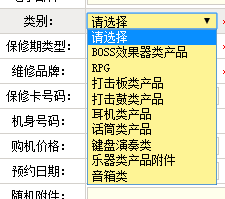 类别： 请选择
请选择
保修期类型： BOSS效果器类产品
RPG
维修品牌： 打击板类产品
保修卡号码： 打击鼓类产品
耳机类产品
机身号码： 话筒类产品
购机价格： 键盘演奏类
乐器类产品附件
预约日期： 音箱类
随机附件：